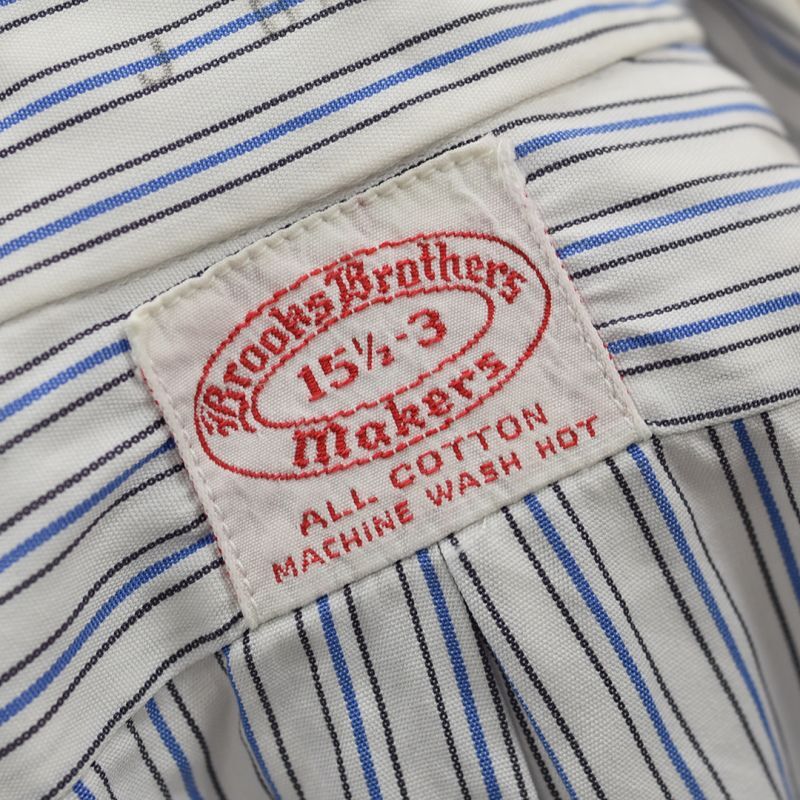 J
Brooks Brothers
15½-3
Makers
ALL COTTON
MACHINE WASH HOT